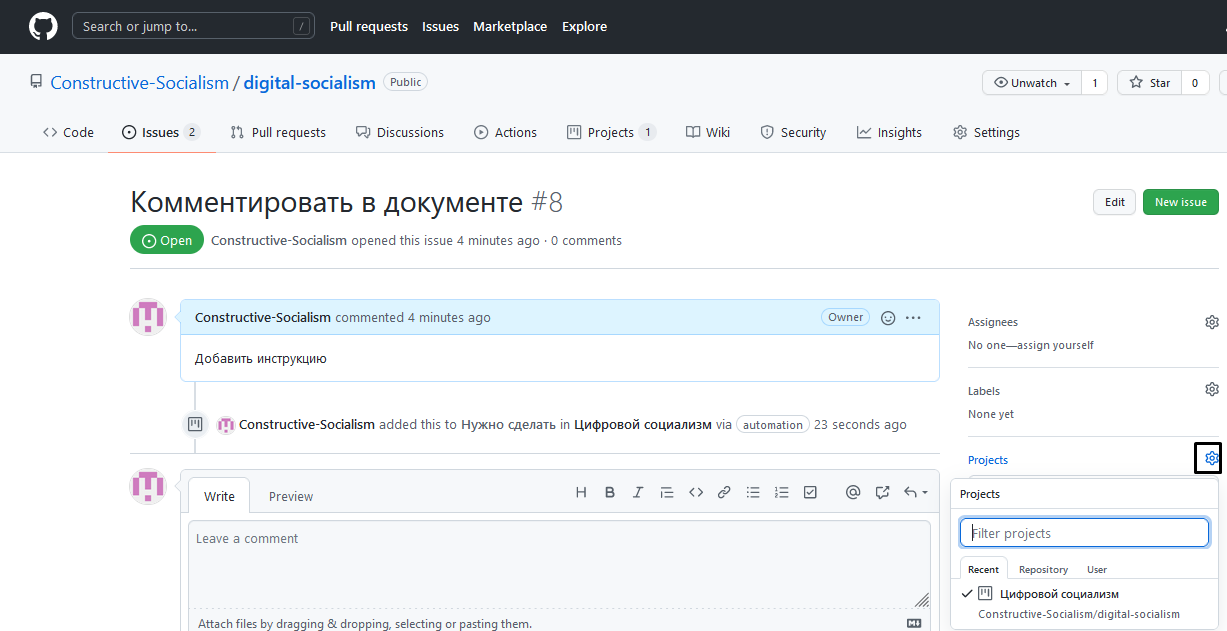 Search or jump to... /
Pull requests Issues Marketplace Explore
Constructive-Socialism / digital-socialism Public
Unwatch 1 Star 0
Code Issues 2 Pull requests Discussions Actions Projects 1 Wiki Security Insights Settings
Комментировать в документе #8
Edit New issue
Open Constructive-Socialism opened this issue 4 minutes ago · 0 comments
Constructive-Socialism commented 4 minutes ago Owner ...
Добавить инструкцию
Constructive-Socialism added this to Нужно сделать in Цифровой социализм via automation 23 seconds ago
Write Preview
H B I @
Leave a comment
Attach files by dragging & dropping, selecting or pasting them.
Assignees
No one—assign yourself
Labels
None yet
Projects
Projects
Filter projects
Recent Repository User
Цифровой социализм
Constructive-Socialism/digital-socialism